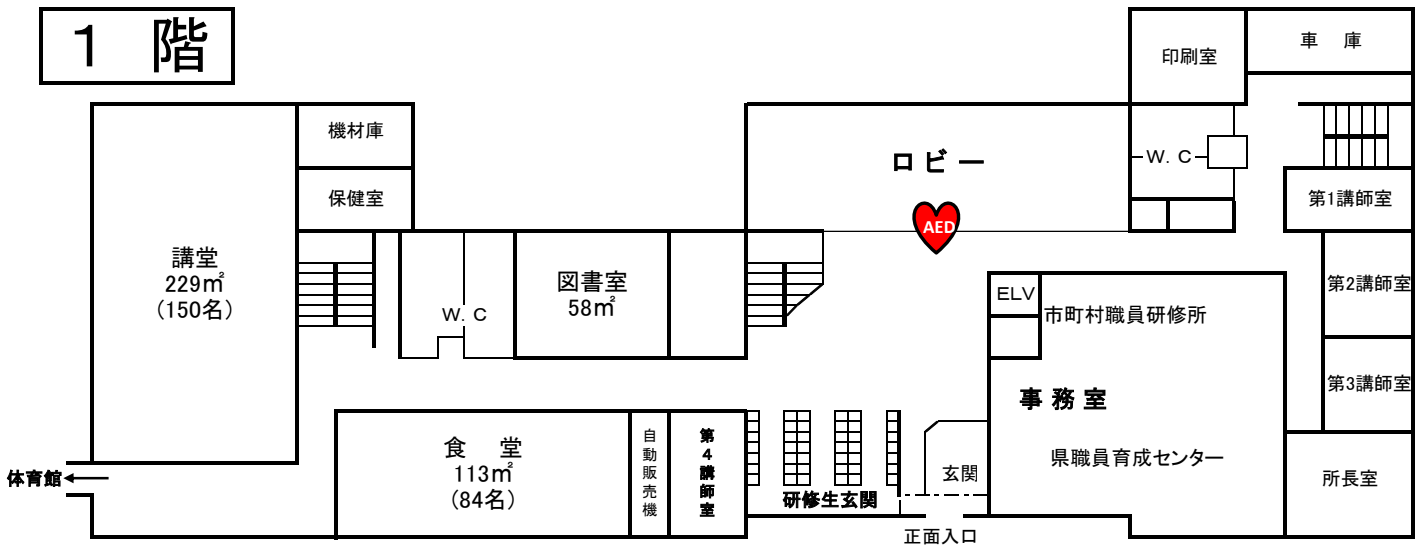 1 階
印刷室
車 庫
機材庫
保健室
ロビー
AED
W. C
第1講師室
講堂
229㎡
(150名)
W. C
図書室
58㎡
ELV
市町村職員研修所
第2講師室
第3講師室
事務室
県職員育成センター
所長室
食 堂
113㎡
(84名)
自動販売機
第4講師室
研修生玄関
玄関
正面入口
体育館